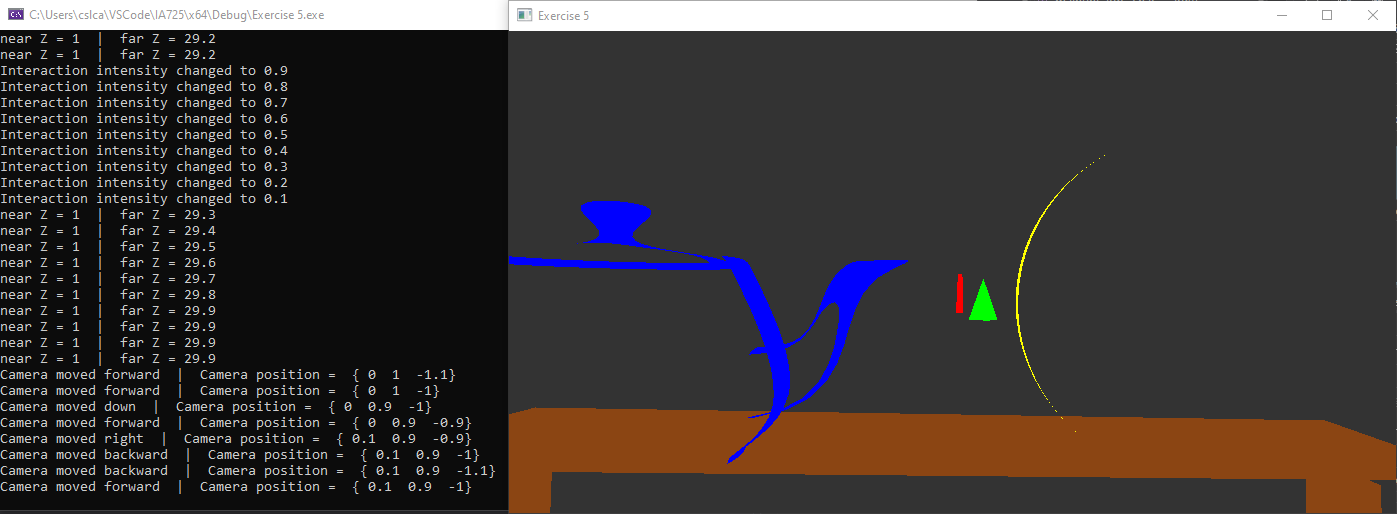 C:\Users\cslca\VSCode\IA725\x64\Debug\Exercise 5.exe
near Z = 1  |  far Z = 29.2
near Z = 1  |  far Z = 29.2
Interaction intensity changed to 0.9
Interaction intensity changed to 0.8
Interaction intensity changed to 0.7
Interaction intensity changed to 0.6
Interaction intensity changed to 0.5
Interaction intensity changed to 0.4
Interaction intensity changed to 0.3
Interaction intensity changed to 0.2
Interaction intensity changed to 0.1
near Z = 1  |  far Z = 29.3
near Z = 1  |  far Z = 29.4
near Z = 1  |  far Z = 29.5
near Z = 1  |  far Z = 29.6
near Z = 1  |  far Z = 29.7
near Z = 1  |  far Z = 29.8
near Z = 1  |  far Z = 29.9
near Z = 1  |  far Z = 29.9
near Z = 1  |  far Z = 29.9
near Z = 1  |  far Z = 29.9
Camera moved forward  |  Camera position =  { 0  1  -1.1}
Camera moved forward  |  Camera position =  { 0  1  -1}
Camera moved down  |  Camera position =  { 0  0.9  -1}
Camera moved forward  |  Camera position =  { 0  0.9  -0.9}
Camera moved right  |  Camera position =  { 0.1  0.9  -0.9}
Camera moved backward  |  Camera position =  { 0.1  0.9  -1}
Camera moved backward  |  Camera position =  { 0.1  0.9  -1.1}
Camera moved forward  |  Camera position =  { 0.1  0.9  -1}
Exercise 5